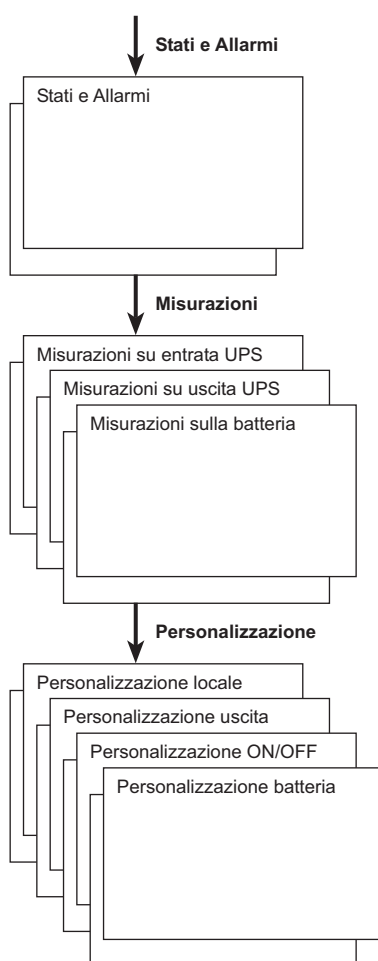 Stati e Allarmi
Stati e Allarmi
Misurazioni
Misurazioni su entrata UPS
Misurazioni su uscita UPS
Misurazioni sulla batteria
Personalizzazione
Personalizzazione locale
Personalizzazione uscita
Personalizzazione ON/OFF
Personalizzazione batteria